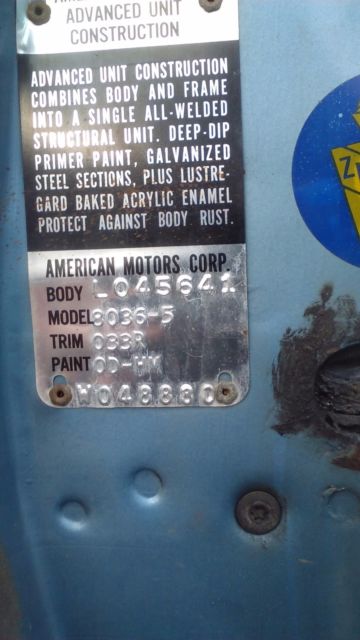 ADVANCED UNIT
CONSTRUCTION
ADVANCED UNIT CONSTRUCTION
COMBINES BODY AND FRAME
INTO A SINGLE ALL-WELDED
STRUCTURAL UNIT. DEEP-DIP
PRIMER PAINT, GALVANIZED
STEEL SECTIONS, PLUS LUSTRE-
GARD BAKED ACRYLIC ENAMEL
PROTECT AGAINST BODY RUST.
AMERICAN MOTORS CORP.
BODY L045641
MODEL 8036-5
TRIM 088R
PAINT
W048880